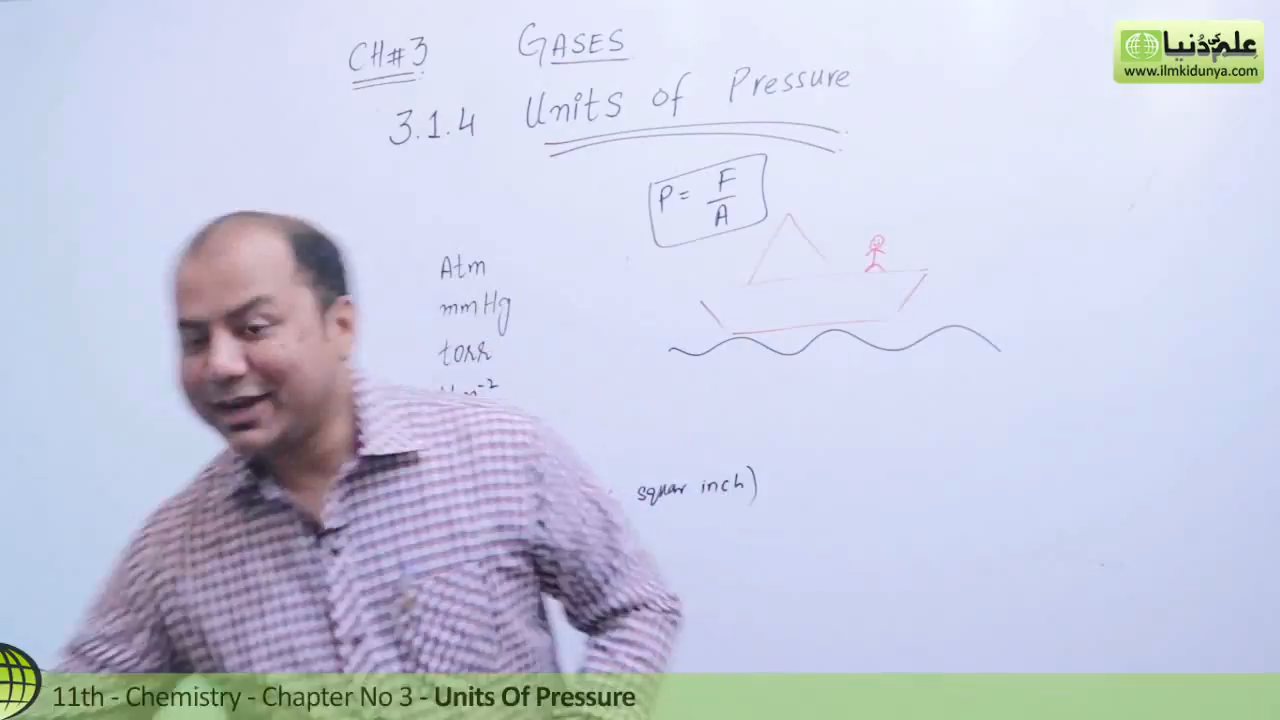 CH#3 GASES
3.1.4 Units of Pressure
P = F/A
Atm
mmHg
torr
squar inch)
علم کی دُنیا
www.ilmkidunya.com
11th - Chemistry - Chapter No 3 - Units Of Pressure